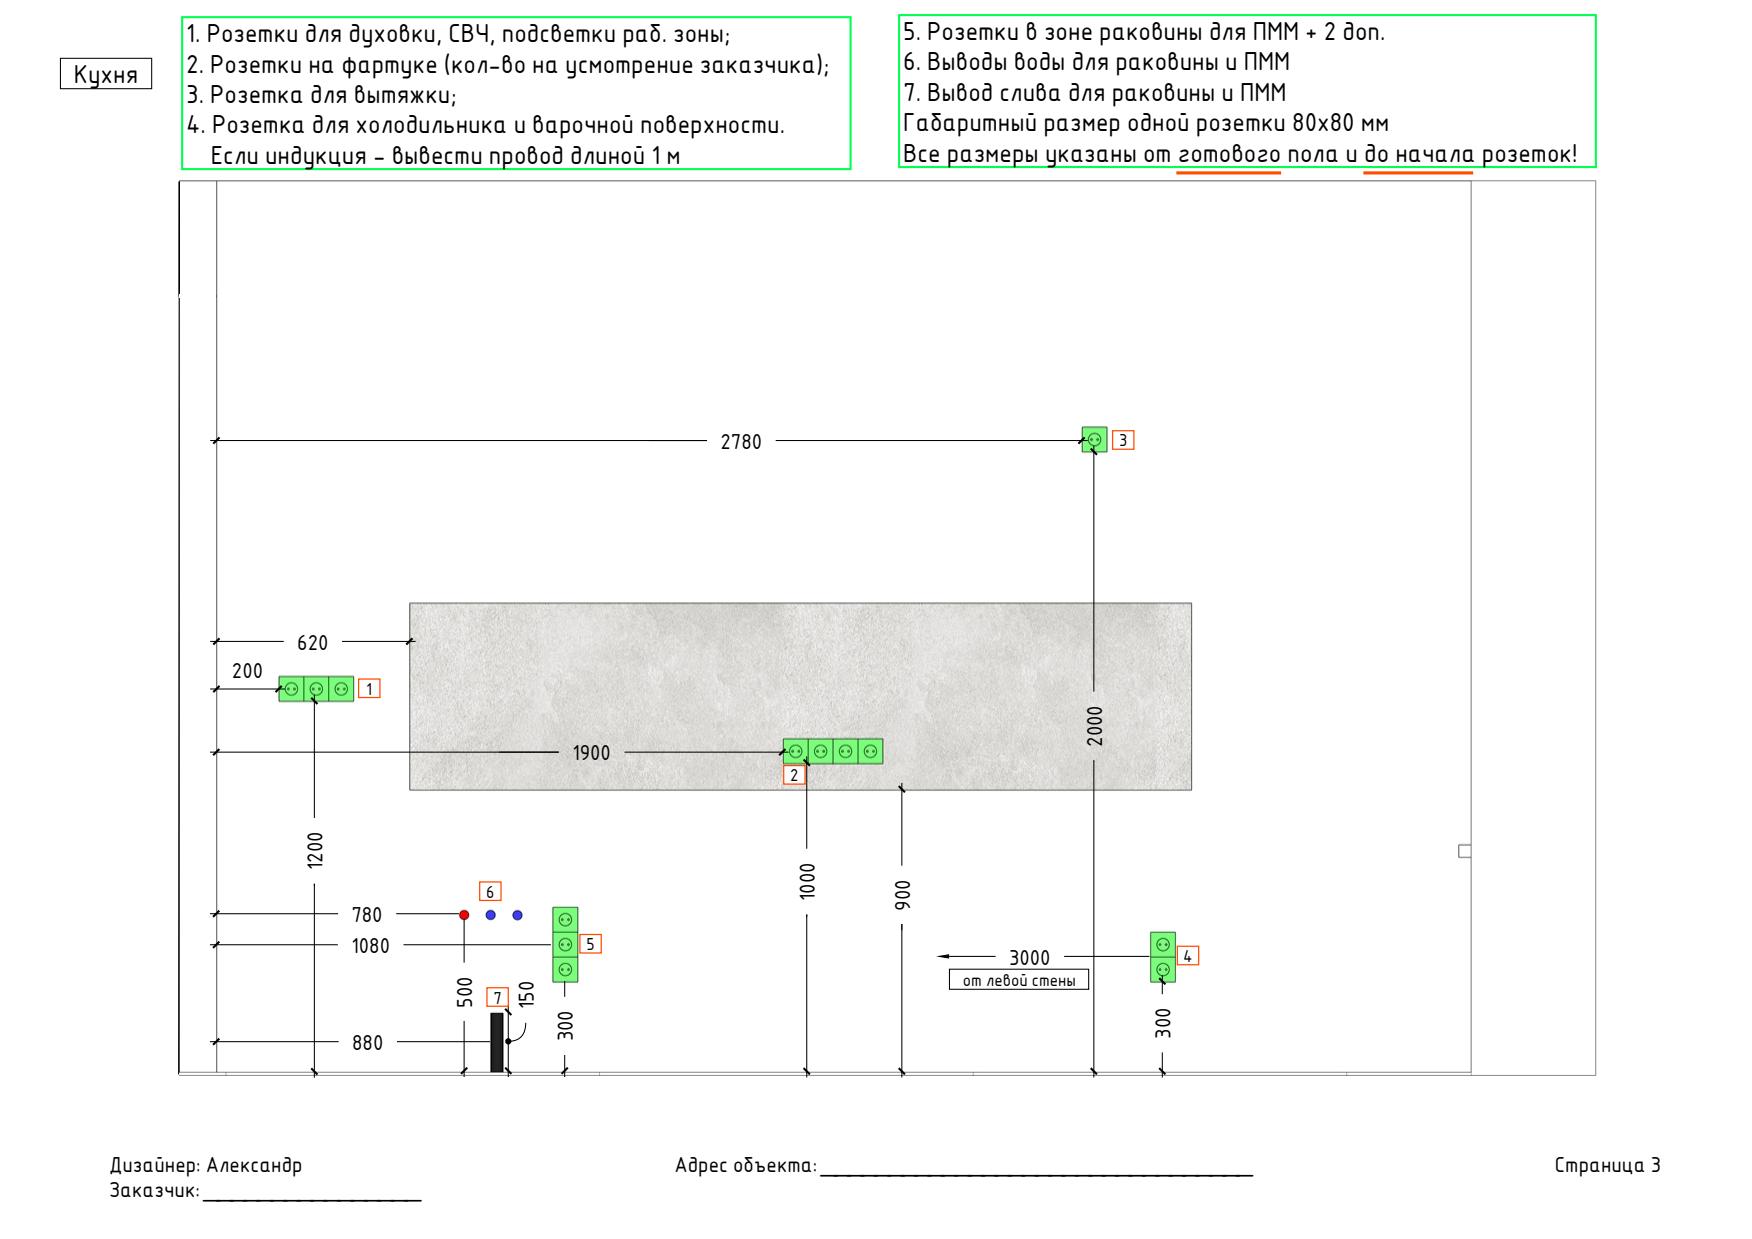 Кухня
1. Розетки для духовки, СВЧ, подсветки раб. зоны;
2. Розетки на фартуке (кол-во на усмотрение заказчика);
3. Розетка для вытяжки;
4. Розетка для холодильника и варочной поверхности.
Если индукция – вывести провод длиной 1 м
5. Розетки в зоне раковины для ПММ + 2 доп.
6. Выводы воды для раковины и ПММ
7. Вывод слива для раковины и ПММ
Габаритный размер одной розетки 80х80 мм
Все размеры указаны от готового пола и до начала розеток!
2780
3
620
200
1
2000
1900
2
1200
1000
900
6
780
1080
5
3000
4
от левой стены
500
7
150
300
300
880
Дизайнер: Александр
Заказчик:
Адрес объекта:
Страница 3